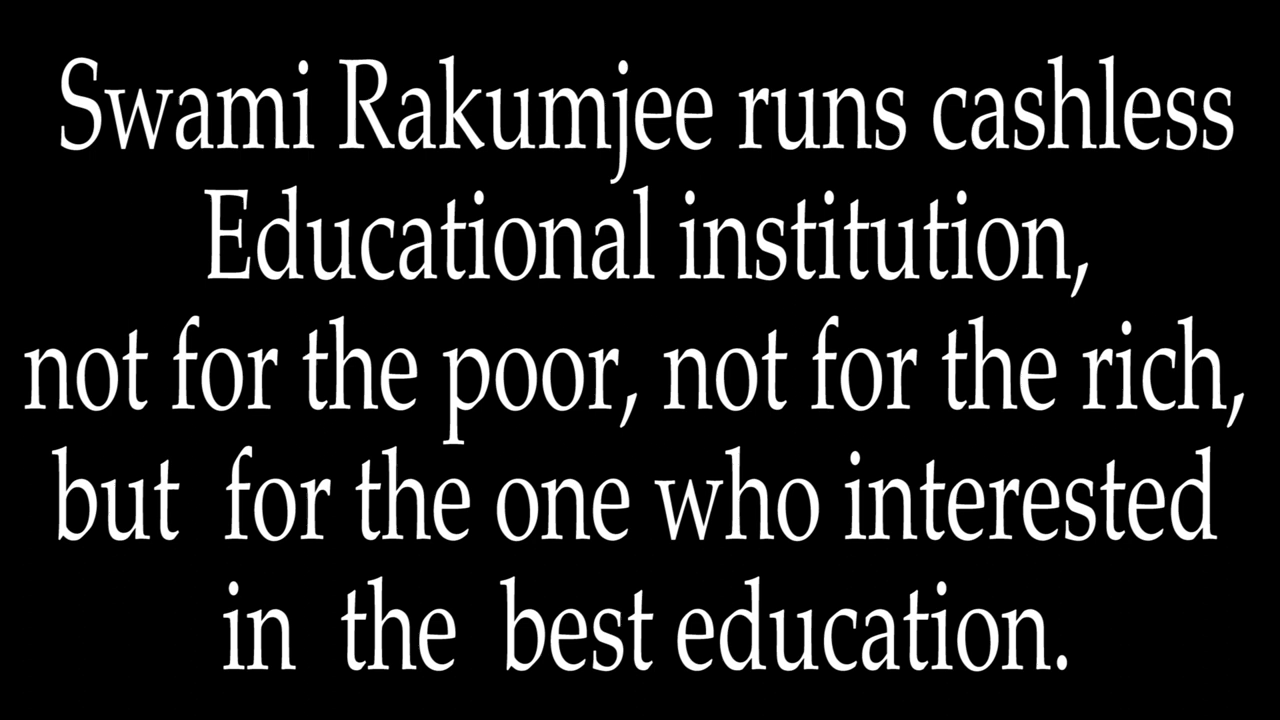 Swami Rakumjee runs cashless
Educational institution,
not for the poor, not for the rich,
but for the one who interested
in the best education.